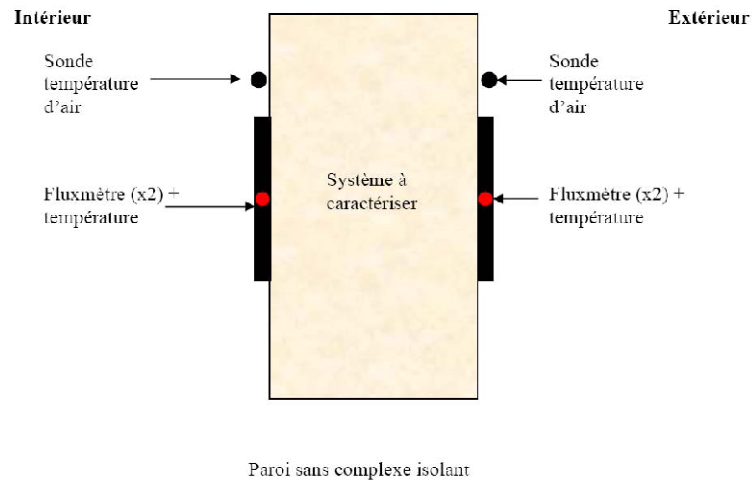 Intérieur
Extérieur
Sonde
température
d'air
Sonde
température
d'air
Fluxmètre (x2) +
température
Système à
caractériser
Fluxmètre (x2) +
température
Paroi sans complexe isolant